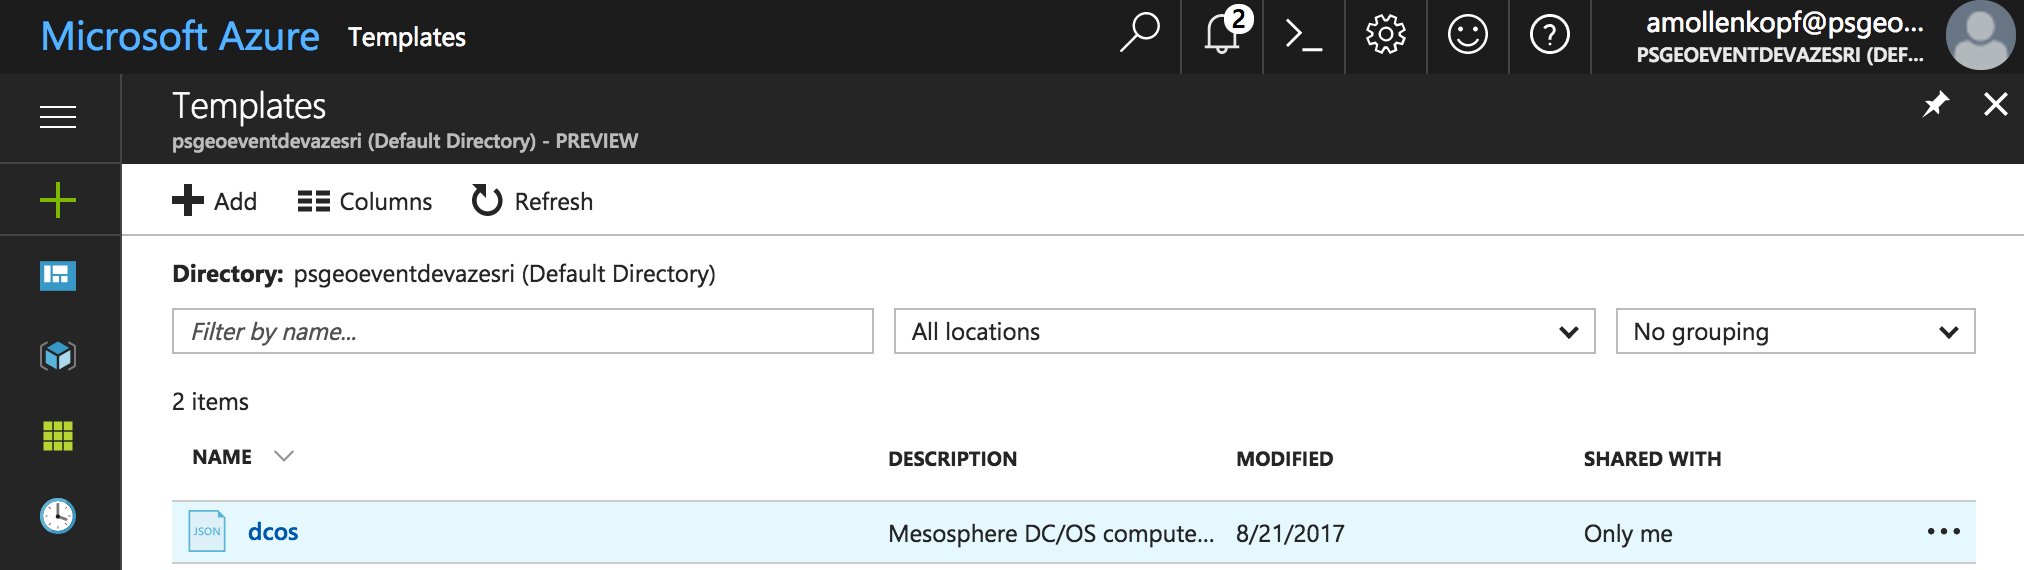 Microsoft Azure Templates
2
amollenkopf@psgeo...
PSGEOEVENTDEVAZESRI (DEF...
Templates
psgeoeventdevazesri (Default Directory) - PREVIEW
Add Columns Refresh
Directory: psgeoeventdevazesri (Default Directory)
Filter by name... All locations No grouping
2 items
NAME DESCRIPTION MODIFIED SHARED WITH
JSON dcos Mesosphere DC/OS compute... 8/21/2017 Only me